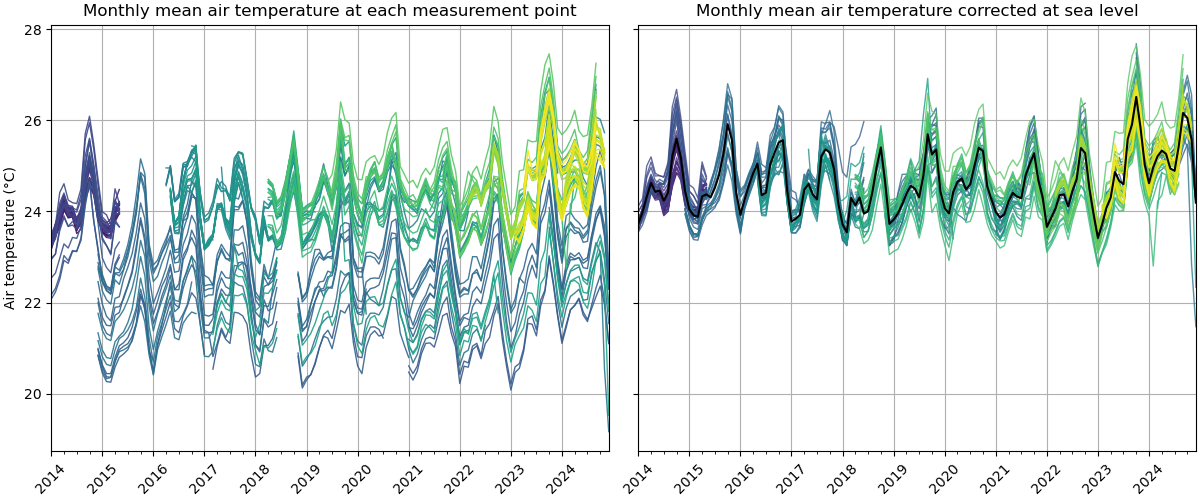 Monthly mean air temperature at each measurement point
Monthly mean air temperature corrected at sea level
Air temperature (°C)
28
26
24
22
20
2014 2015 2016 2017 2018 2019 2020 2021 2022 2023 2024
2014 2015 2016 2017 2018 2019 2020 2021 2022 2023 2024